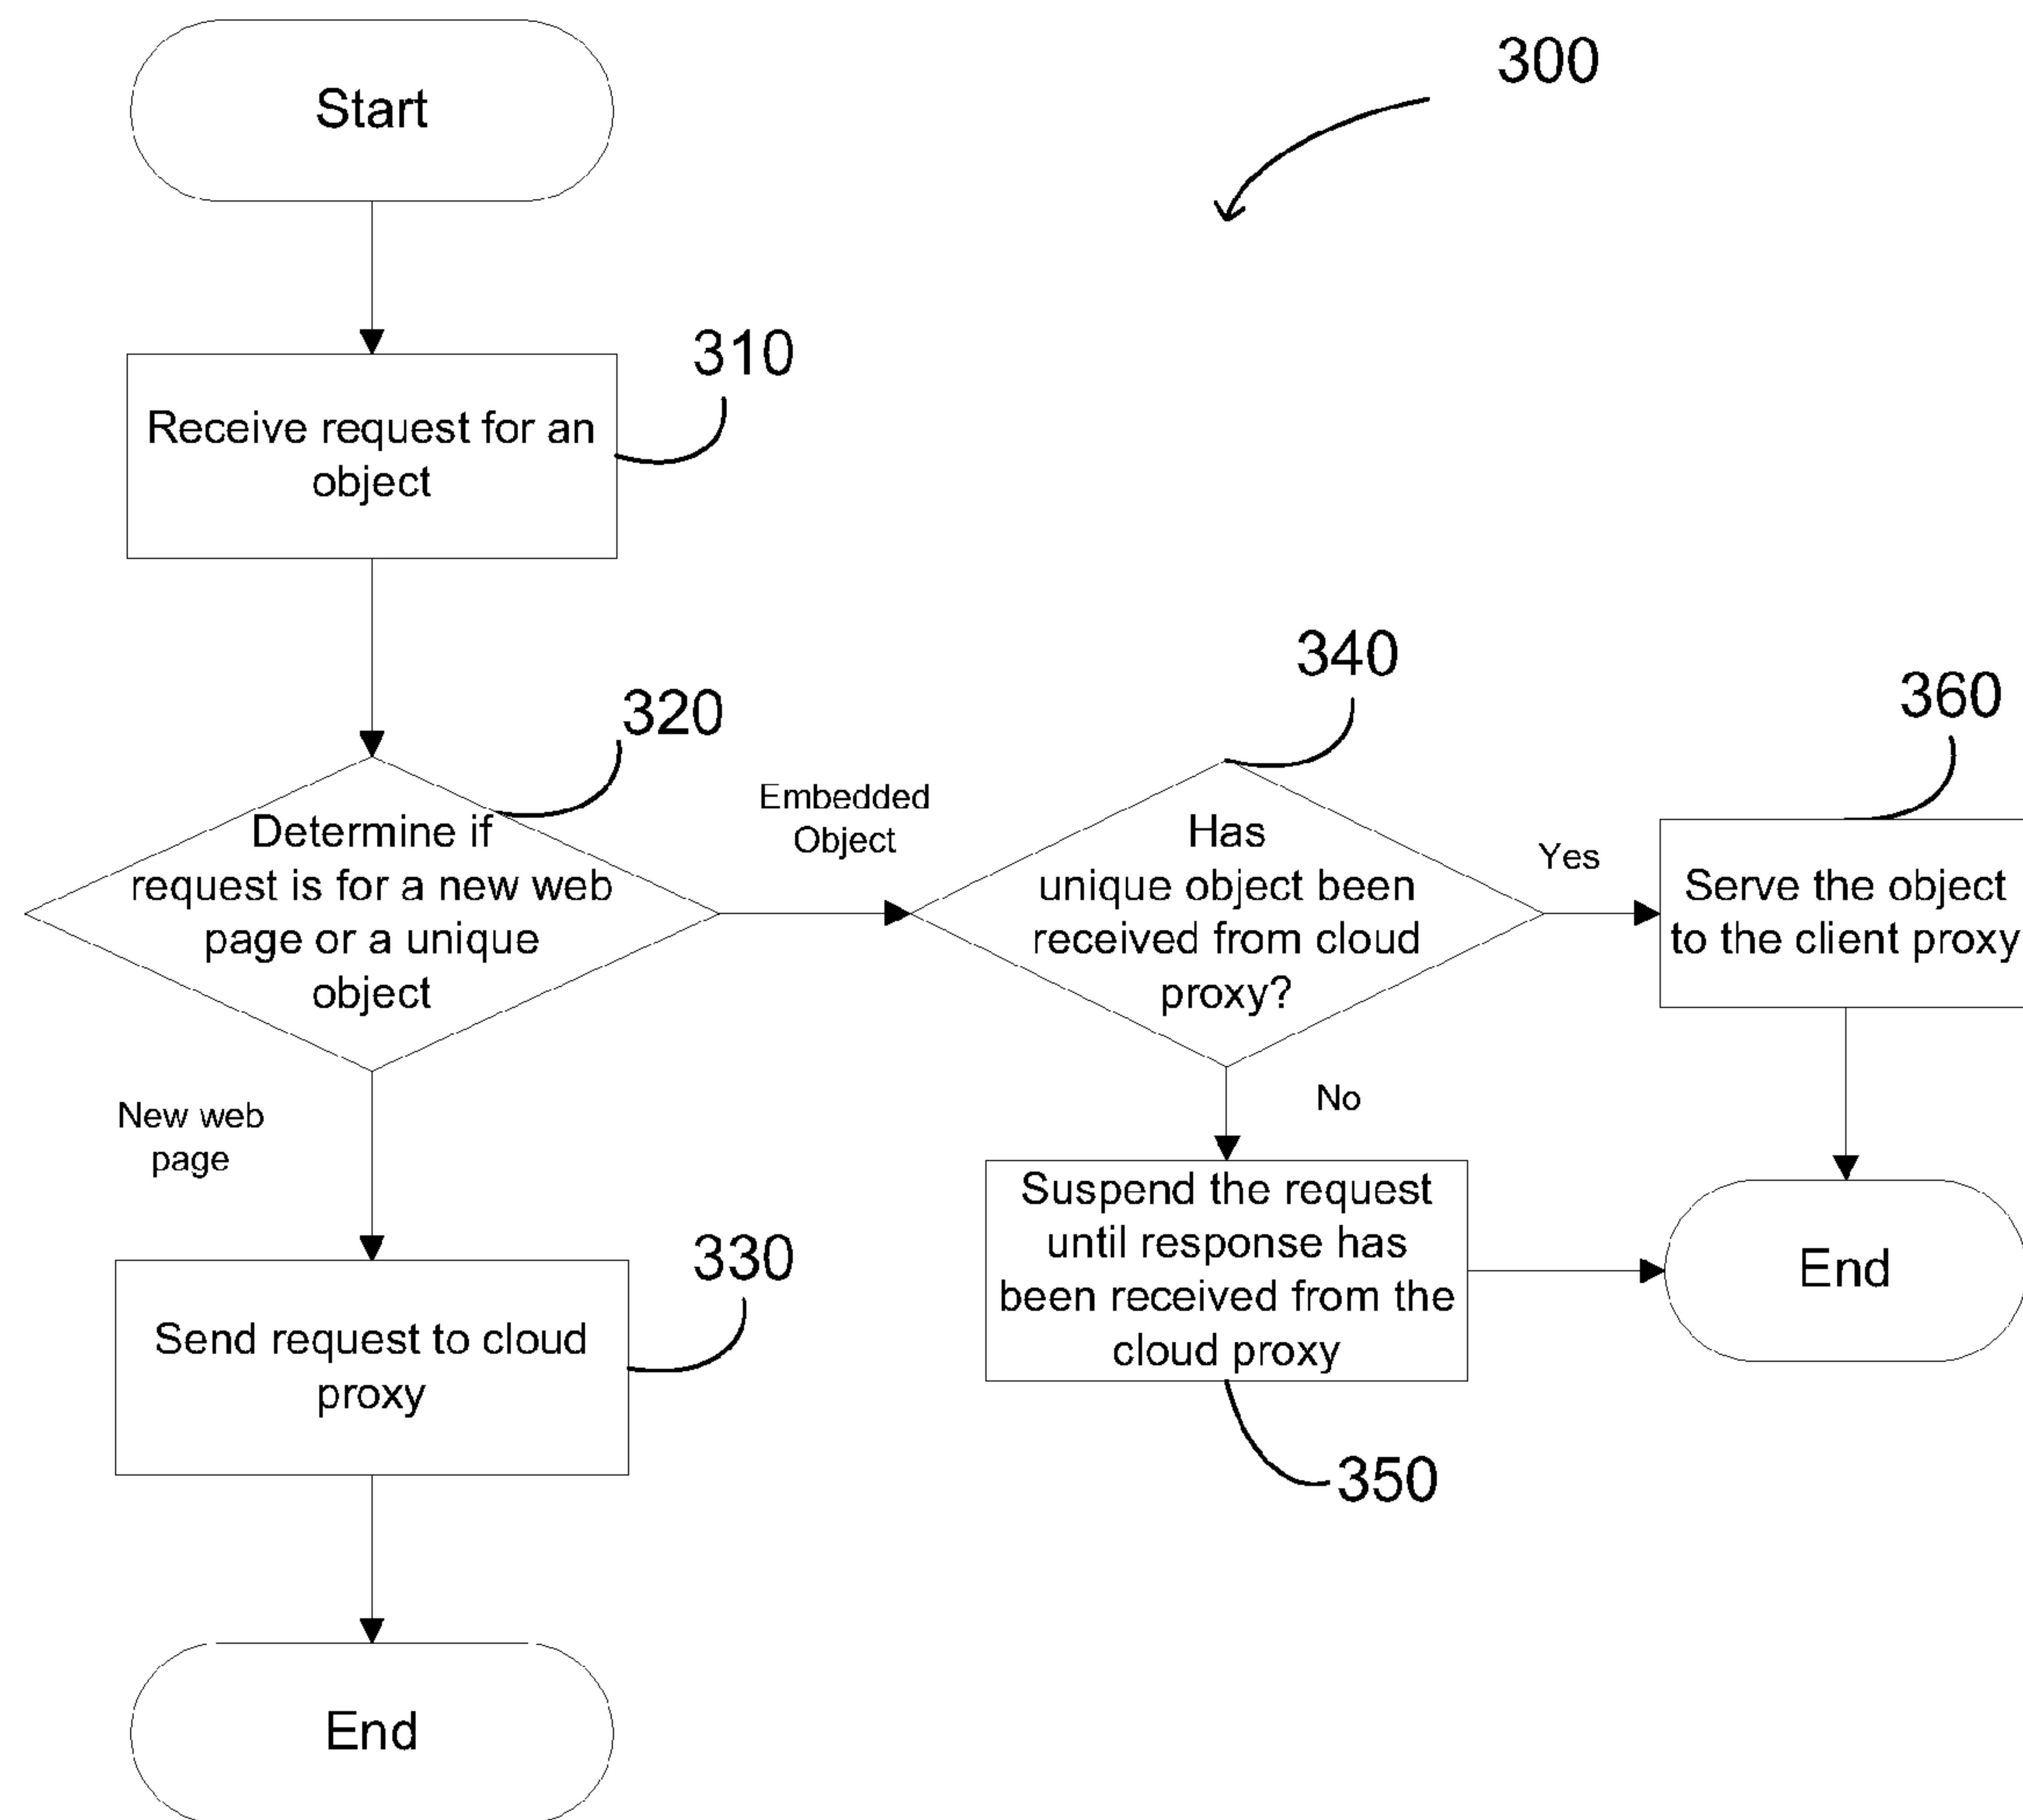 Start
300
310
Receive request for an
object
320
Determine if
request is for a new web
page or a unique
object
Embedded
Object
340
Has
unique object been
received from cloud
proxy?
Yes
360
Serve the object
to the client proxy
New web
page
No
330
Send request to cloud
proxy
Suspend the request
until response has
been received from the
cloud proxy
350
End
End